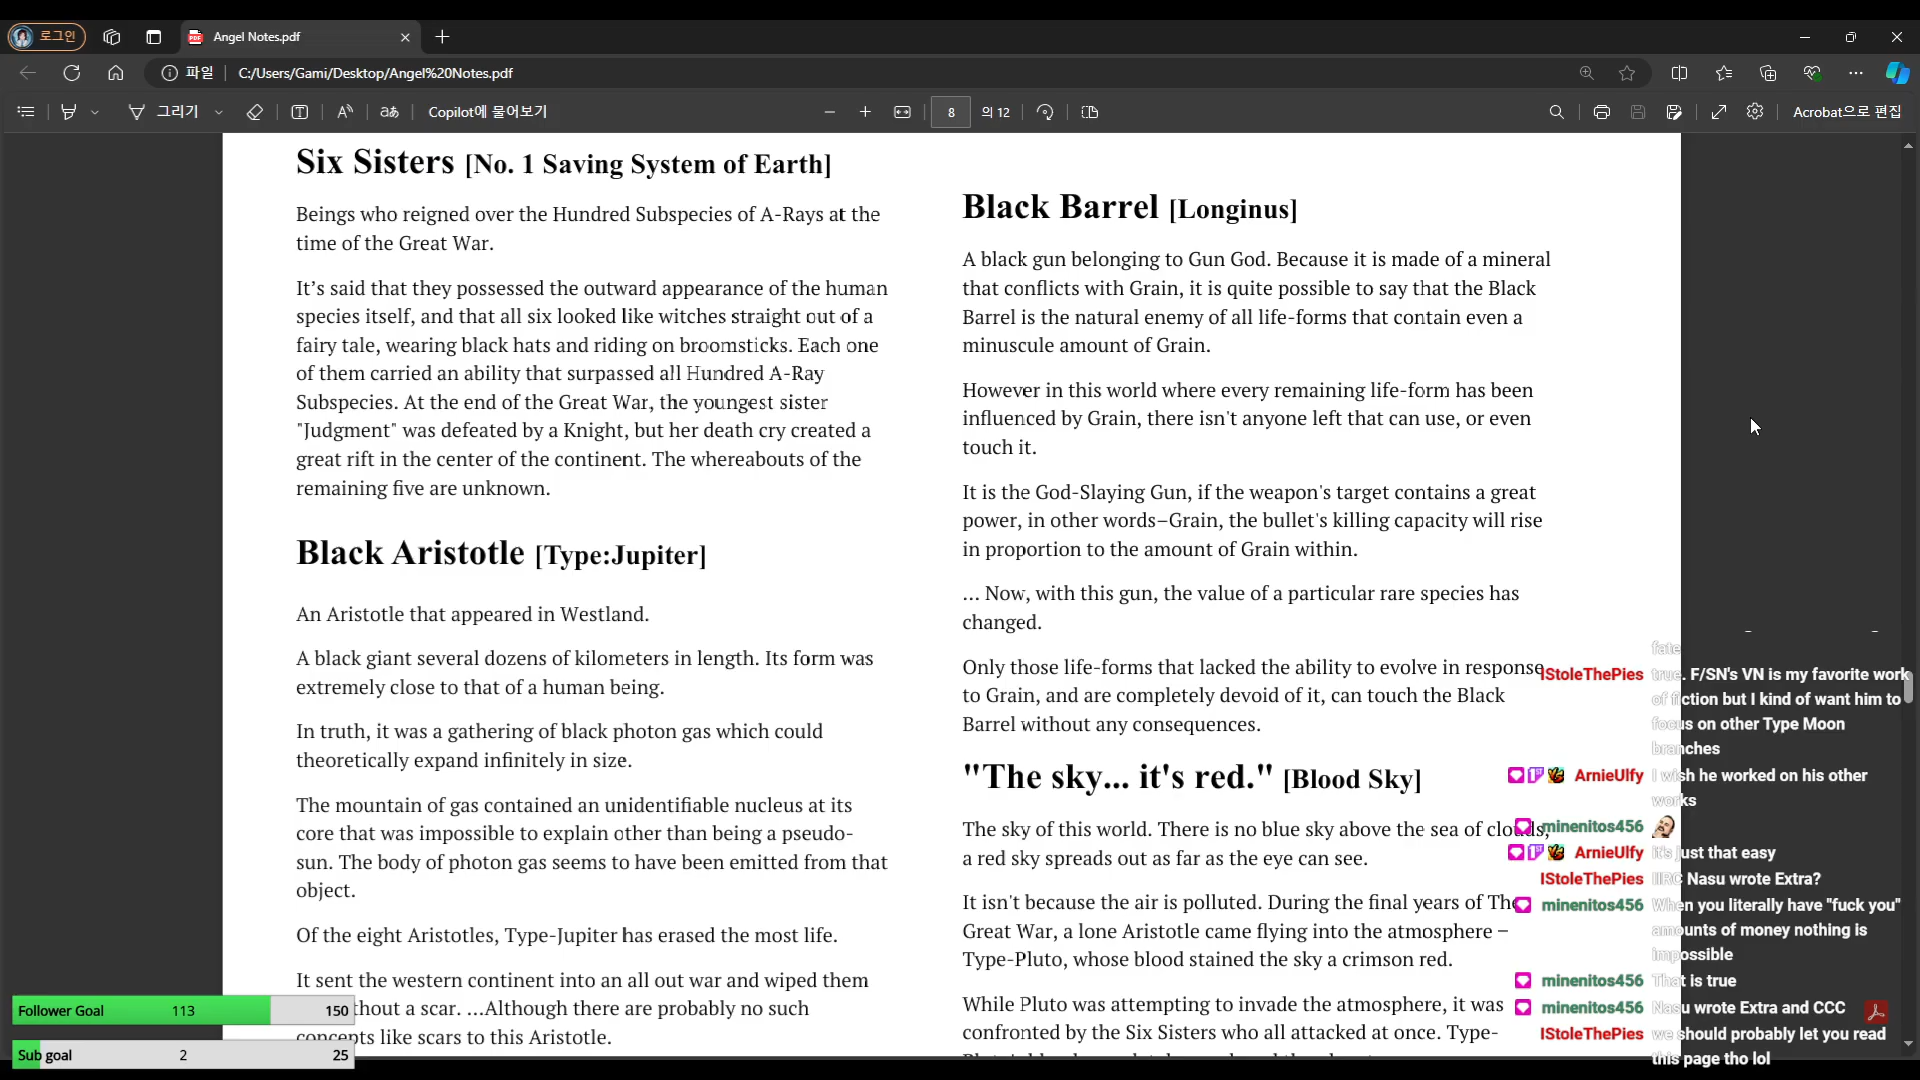 로그인
Angel Notes.pdf
파일
C:/Users/Gami/Desktop/Angel%20Notes.pdf
그리기
aあ
Copilot에 물어보기
8
의 12
Acrobat으로 편집
Six Sisters [No. 1 Saving System of Earth]
Beings who reigned over the Hundred Subspecies of A-Rays at the
time of the Great War.
It’s said that they possessed the outward appearance of the human
species itself, and that all six looked like witches straight out of a
fairy tale, wearing black hats and riding on broomsticks. Each one
of them carried an ability that surpassed all Hundred A-Ray
Subspecies. At the end of the Great War, the youngest sister
"Judgment" was defeated by a Knight, but her death cry created a
great rift in the center of the continent. The whereabouts of the
remaining five are unknown.
Black Aristotle [Type:Jupiter]
An Aristotle that appeared in Westland.
A black giant several dozens of kilometers in length. Its form was
extremely close to that of a human being.
In truth, it was a gathering of black photon gas which could
theoretically expand infinitely in size.
The mountain of gas contained an unidentifiable nucleus at its
core that was impossible to explain other than being a pseudo-
sun. The body of photon gas seems to have been emitted from that
object.
Of the eight Aristotles, Type-Jupiter has erased the most life.
It sent the western continent into an all out war and wiped them
thout a scar. ...Although there are probably no such
concepts like scars to this Aristotle.
Black Barrel [Longinus]
A black gun belonging to Gun God. Because it is made of a mineral
that conflicts with Grain, it is quite possible to say that the Black
Barrel is the natural enemy of all life-forms that contain even a
minuscule amount of Grain.
However in this world where every remaining life-form has been
influenced by Grain, there isn't anyone left that can use, or even
touch it.
It is the God-Slaying Gun, if the weapon's target contains a great
power, in other words–Grain, the bullet's killing capacity will rise
in proportion to the amount of Grain within.
... Now, with this gun, the value of a particular rare species has
changed.
Only those life-forms that lacked the ability to evolve in response
to Grain, and are completely devoid of it, can touch the Black
Barrel without any consequences.
"The sky... it's red." [Blood Sky]
The sky of this world. There is no blue sky above the sea of clouds,
a red sky spreads out as far as the eye can see.
It isn't because the air is polluted. During the final years of The
Great War, a lone Aristotle came flying into the atmosphere –
Type-Pluto, whose blood stained the sky a crimson red.
While Pluto was attempting to invade the atmosphere, it was
confronted by the Six Sisters who all attacked at once. Type-
fate
IStoleThePies true. F/SN's VN is my favorite work
of fiction but I kind of want him to
focus on other Type Moon
branches
ArnieUlfy I wish he worked on his other
works
minenitos456
ArnieUlfy it's just that easy
IStoleThePies IIRC Nasu wrote Extra?
minenitos456 When you literally have "fuck you"
amounts of money nothing is
impossible
minenitos456 That is true
minenitos456 Nasu wrote Extra and CCC
IStoleThePies we should probably let you read
this page tho lol
Follower Goal 113 150
Sub goal 2 25